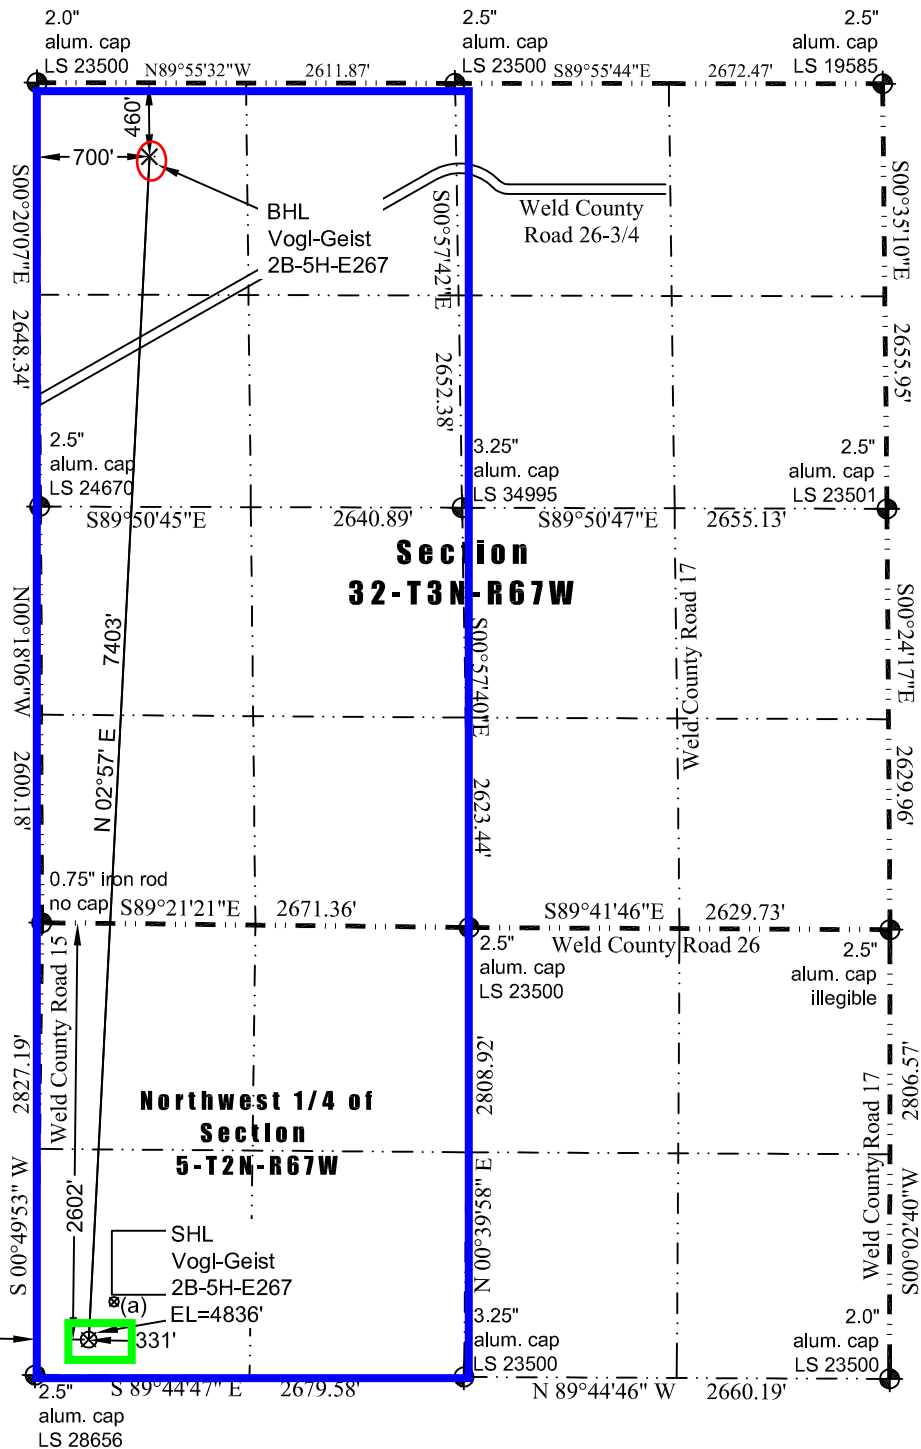 2.0"
alum. cap
LS 23500
2.5"
alum. cap
LS 23500
2.5"
alum. cap
LS 19585
N89°55'32"W 2611.87'
S89°55'44"E 2672.47'
460'
700'
BHL
Vogl-Geist
2B-5H-E267
Weld County
Road 26-3/4
S00°20'07"E 2648.34'
S00°57'42"E 2652.38'
S00°35'10"E 2655.95'
2.5"
alum. cap
LS 24670
3.25"
alum. cap
LS 34995
2.5"
alum. cap
LS 23501
S89°50'45"E 2640.89'
S89°50'47"E 2655.13'
Section
32-T3N-R67W
N00°18'06"W 2600.18'
N 02°57' E 7403'
S00°57'40"E 2623.44'
Weld County Road 17
S00°24'17"E 2629.96'
0.75" iron rod
no cap
S89°21'21"E 2671.36'
S89°41'46"E 2629.73'
Weld County Road 26
2.5"
alum. cap
LS 23500
2.5"
alum. cap
illegible
Weld County Road 15
S 00°49'53" W 2827.19'
2602'
Northwest 1/4 of
Section
5-T2N-R67W
N 00°39'58" E 2808.92'
Weld County Road 17
S00°02'40"W 2806.57'
SHL
Vogl-Geist
2B-5H-E267
EL=4836'
(a)
331'
3.25"
alum. cap
LS 23500
2.0"
alum. cap
LS 23500
S 89°44'47" E 2679.58'
N 89°44'46" W 2660.19'
2.5"
alum. cap
LS 28656